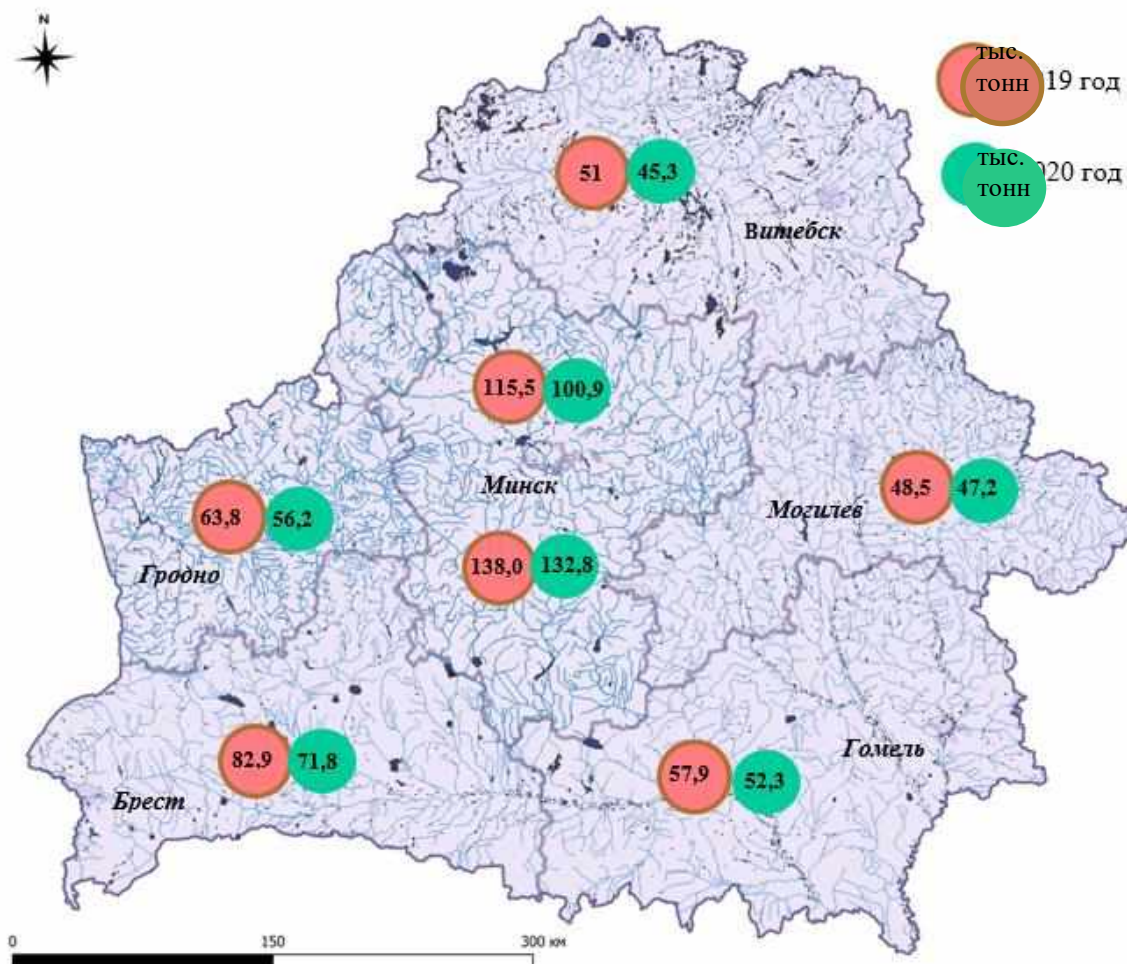 N
тыс.
тонн
19 год
тыс.
тонн
020 год
51
45,3
Витебск
115,5
100,9
Минск
48,5
47,2
Могилев
63,8
56,2
Гродно
138,0
132,8
82,9
71,8
Брест
57,9
52,3
Гомель
0
150
300 км